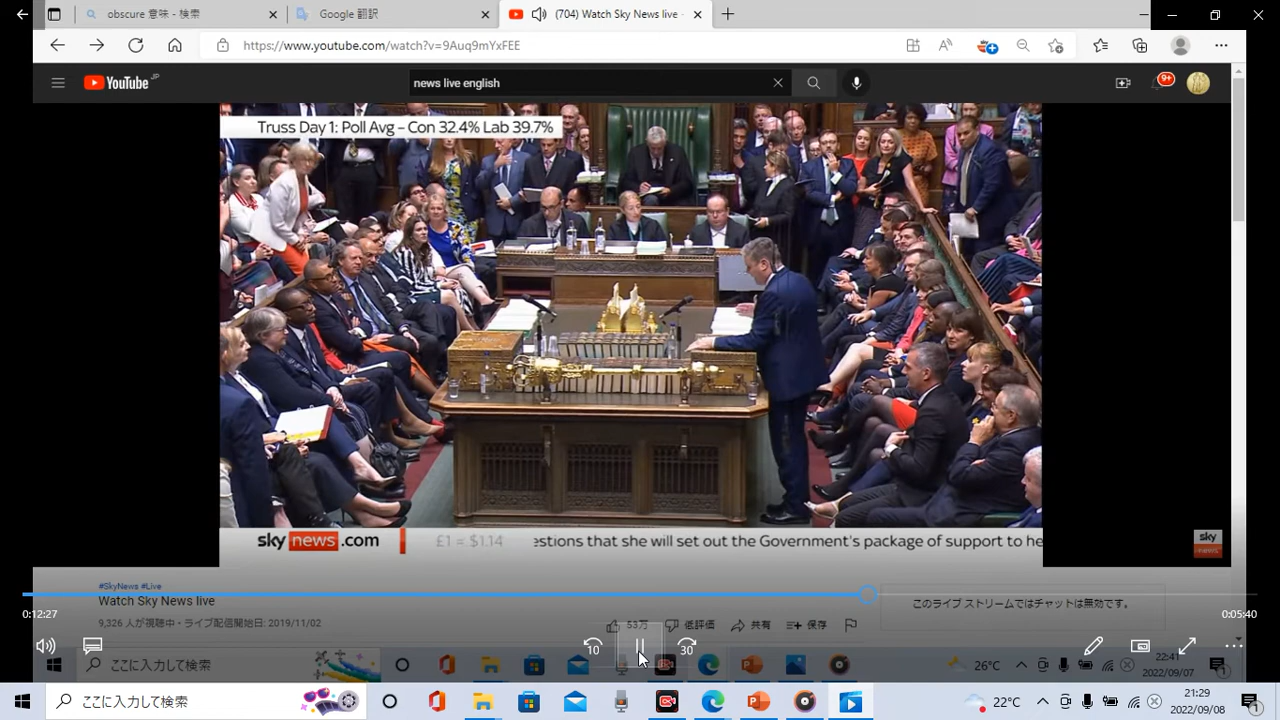 obscure 意味 - 検索
Google 翻訳
(704) Watch Sky News live -
https://www.youtube.com/watch?v=9Auq9mYxFEE
YouTube JP
news live english
9+
Truss Day 1: Poll Avg – Con 32.4% Lab 39.7%
sky news .com
£1 = $1.14
estions that she will set out the Government's package of support to he
sky news
#SkyNews #Live
Watch Sky News live
9,326 人が視聴中・ライブ配信開始日: 2019/11/02
53万
低評価
共有
保存
このライブ ストリームではチャットは無効です。
0:12:27
0:05:40
10
30
ここに入力して検索
26°C
22:41
2022/09/07
ここに入力して検索
22°C
21:29
2022/09/08